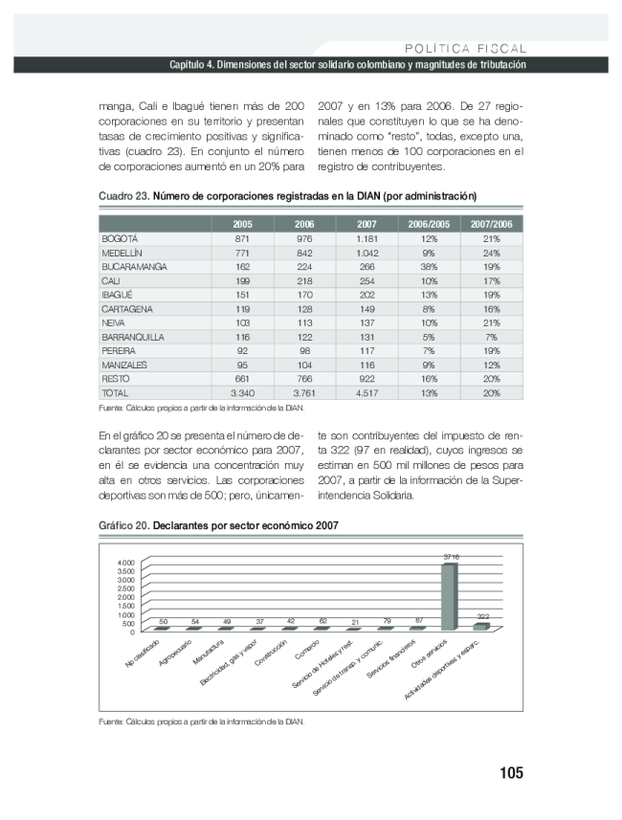 POLÍTICA FISCAL
Capítulo 4. Dimensiones del sector solidario colombiano y magnitudes de tributación
manga, Cali e Ibagué tienen más de 200
corporaciones en su territorio y presentan
tasas de crecimiento positivas y significa-
tivas (cuadro 23). En conjunto el número
de corporaciones aumentó en un 20% para
2007 y en 13% para 2006. De 27 regio-
nales que constituyen lo que se ha deno-
minado como "resto", todas, excepto una,
tienen menos de 100 corporaciones en el
registro de contribuyentes.
Cuadro 23. Número de corporaciones registradas en la DIAN (por administración)
2005 2006 2007 2006/2005 2007/2006
BOGOTÁ 871 976 1.181 12% 21%
MEDELLÍN 771 842 1.042 9% 24%
BUCARAMANGA 162 224 266 38% 19%
CALI 199 218 254 10% 17%
IBAGUÉ 151 170 202 13% 19%
CARTAGENA 119 128 149 8% 16%
NEIVA 103 113 137 10% 21%
BARRANQUILLA 116 122 131 5% 7%
PEREIRA 92 98 117 7% 19%
MANIZALES 95 104 116 9% 12%
RESTO 661 766 922 16% 20%
TOTAL 3.340 3.761 4.517 13% 20%
Fuente: Cálculos propios a partir de la información de la DIAN.
En el gráfico 20 se presenta el número de de-
clarantes por sector económico para 2007,
en él se evidencia una concentración muy
alta en otros servicios. Las corporaciones
deportivas son más de 500; pero, únicamen-
te son contribuyentes del impuesto de ren-
ta 322 (97 en realidad), cuyos ingresos se
estiman en 500 mil millones de pesos para
2007, a partir de la información de la Super-
intendencia Solidaria.
Gráfico 20. Declarantes por sector económico 2007
4.000
3.500
3.000
2.500
2.000
1.500
1.000
500
0
50 54 49 37 42 62 21 79 87 3716 322
No clasificado
Agropecuario
Manufactura
Electricidad, gas y vapor
Construcción
Comercio
Servicio de Hoteles y rest.
Servicio de transp. y comunic.
Servicios financieros
Otros servicios
Actividades deportivas y esparc.
Fuente: Cálculos propios a partir de la información de la DIAN.
105